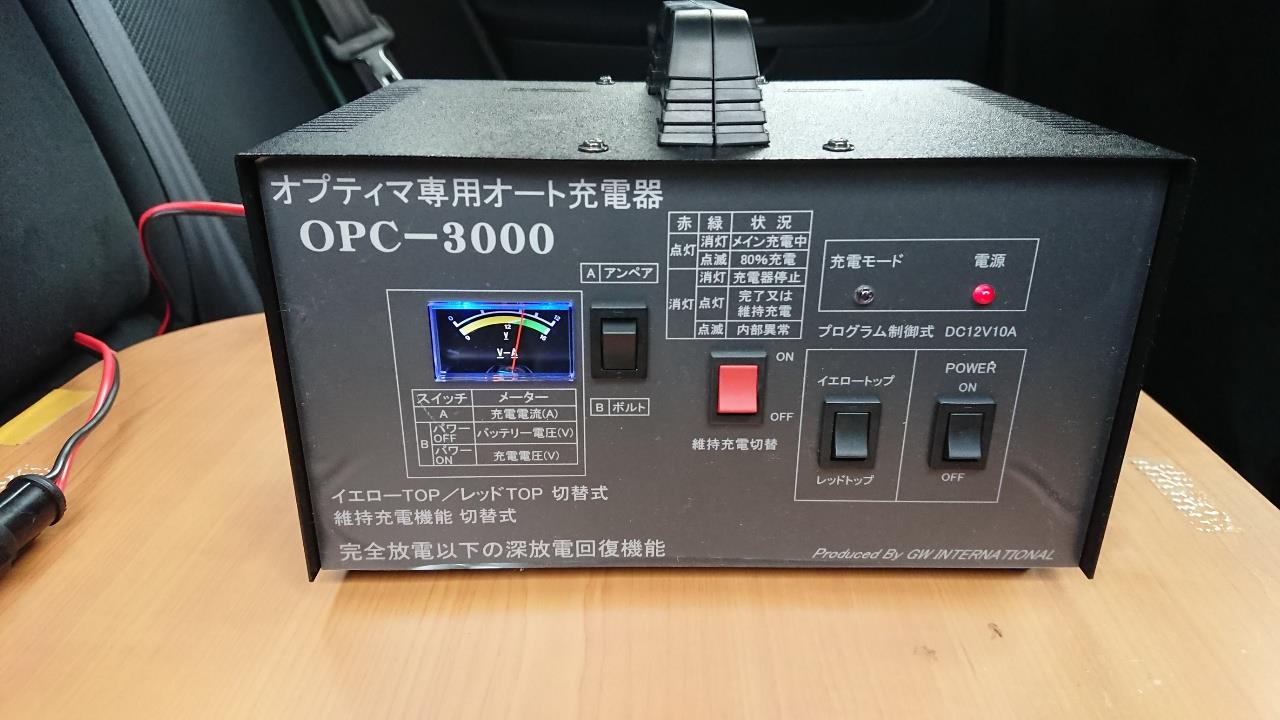 オプティマ専用オート充電器
OPC－3000
赤 緑 状 況
点灯 消灯 メイン充電中
点滅 80%充電
消灯 消灯 充電器停止
点灯 完了又は
維持充電
点滅 内部異常
A アンペア
充電モード 電源
12
V
V-A
プログラム制御式 DC12V10A
ON
OFF
維持充電切替
B ボルト
イエロートップ
レッドトップ
POWER
ON
OFF
スイッチ メーター
A 充電電流(A)
B パワーOFF バッテリー電圧(V)
パワーON 充電電圧(V)
イエローTOP／レッドTOP 切替式
維持充電機能 切替式
完全放電以下の深放電回復機能
Produced By GW INTERNATIONAL